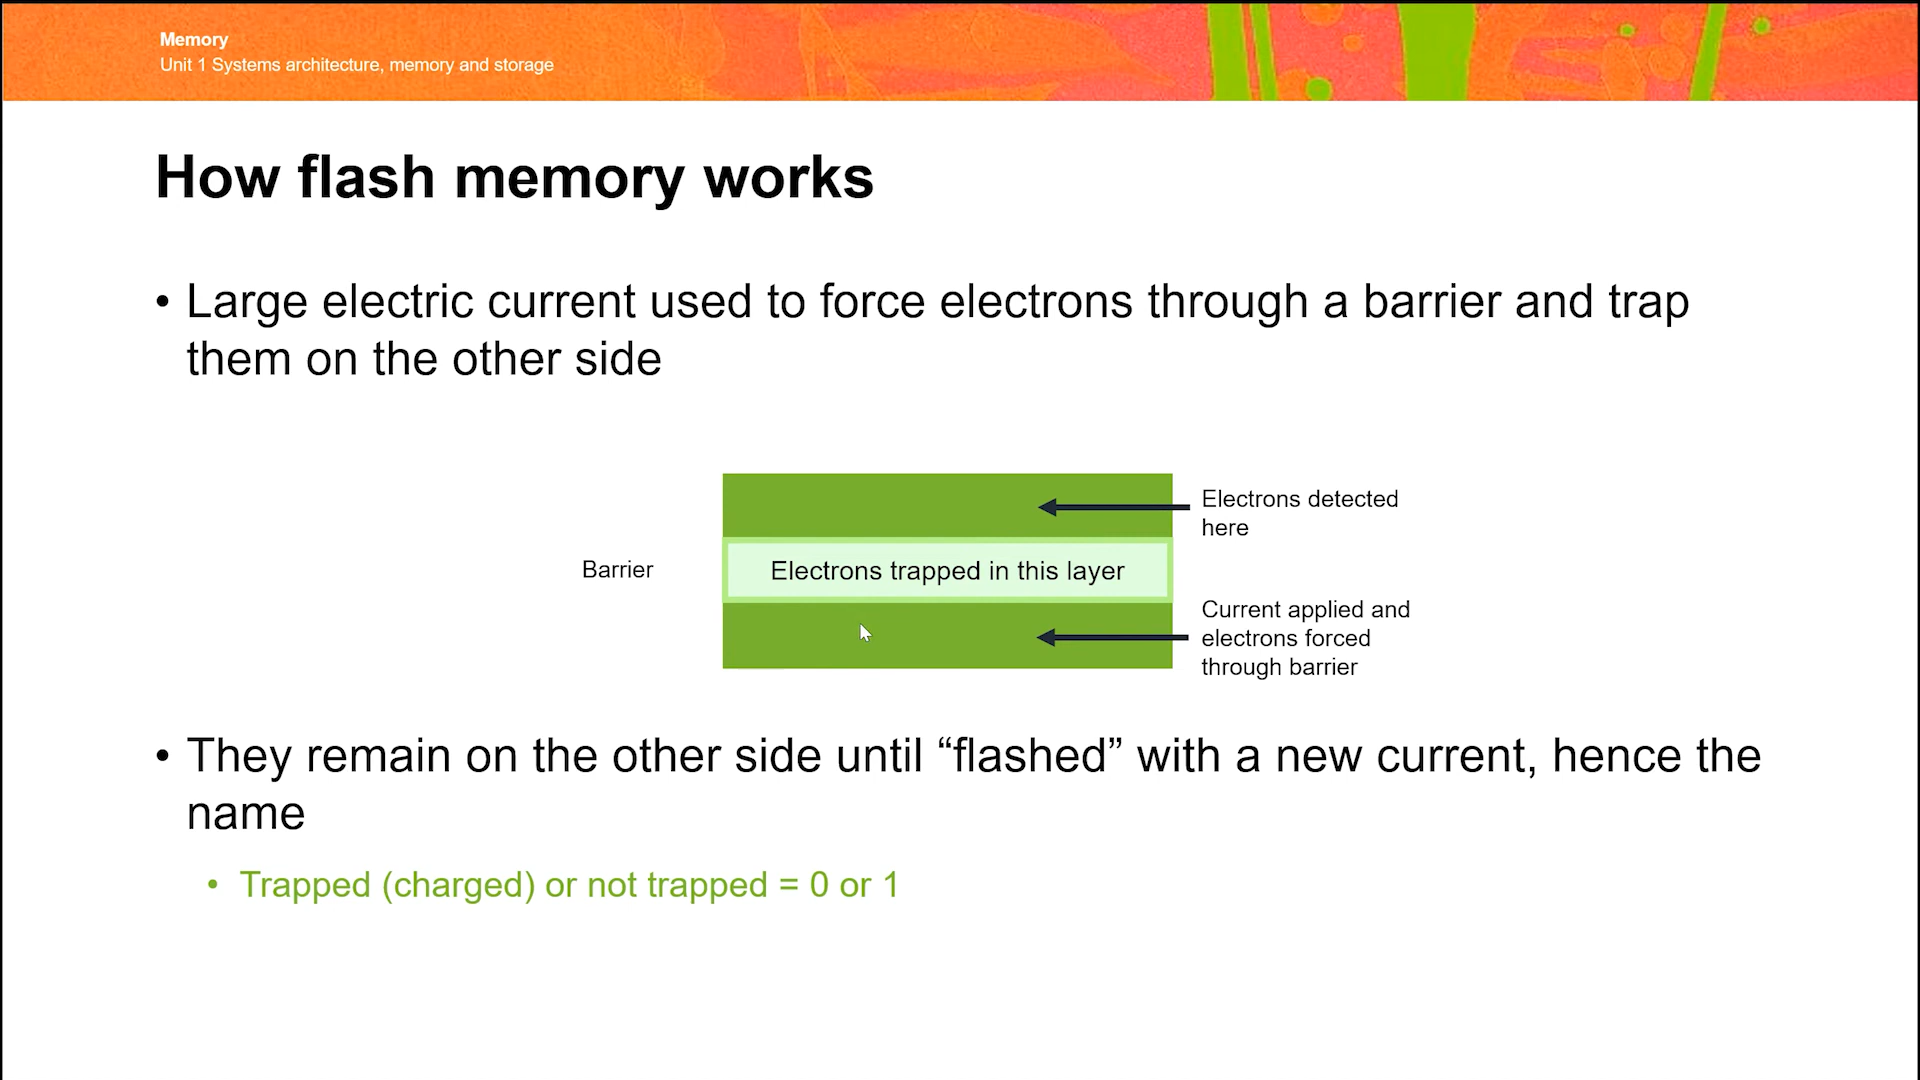 Memory
Unit 1 Systems architecture, memory and storage
How flash memory works
• Large electric current used to force electrons through a barrier and trap
them on the other side
Electrons detected
here
Barrier
Electrons trapped in this layer
Current applied and
electrons forced
through barrier
• They remain on the other side until “flashed” with a new current, hence the
name
• Trapped (charged) or not trapped = 0 or 1